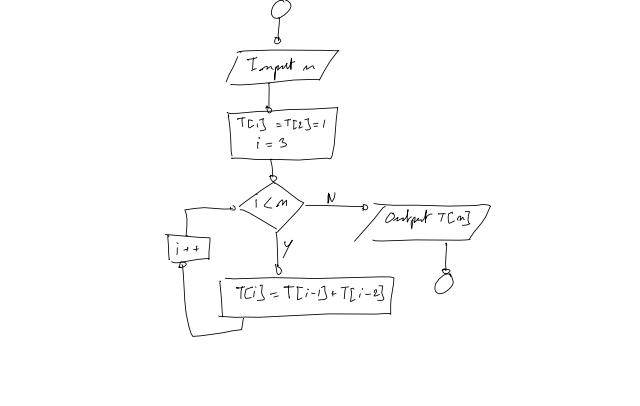 Input n
T[1] = T[2] = 1
i = 3
i < n
N
Output T[n]
Y
i++
T[i] = T[i-1] + T[i-2]